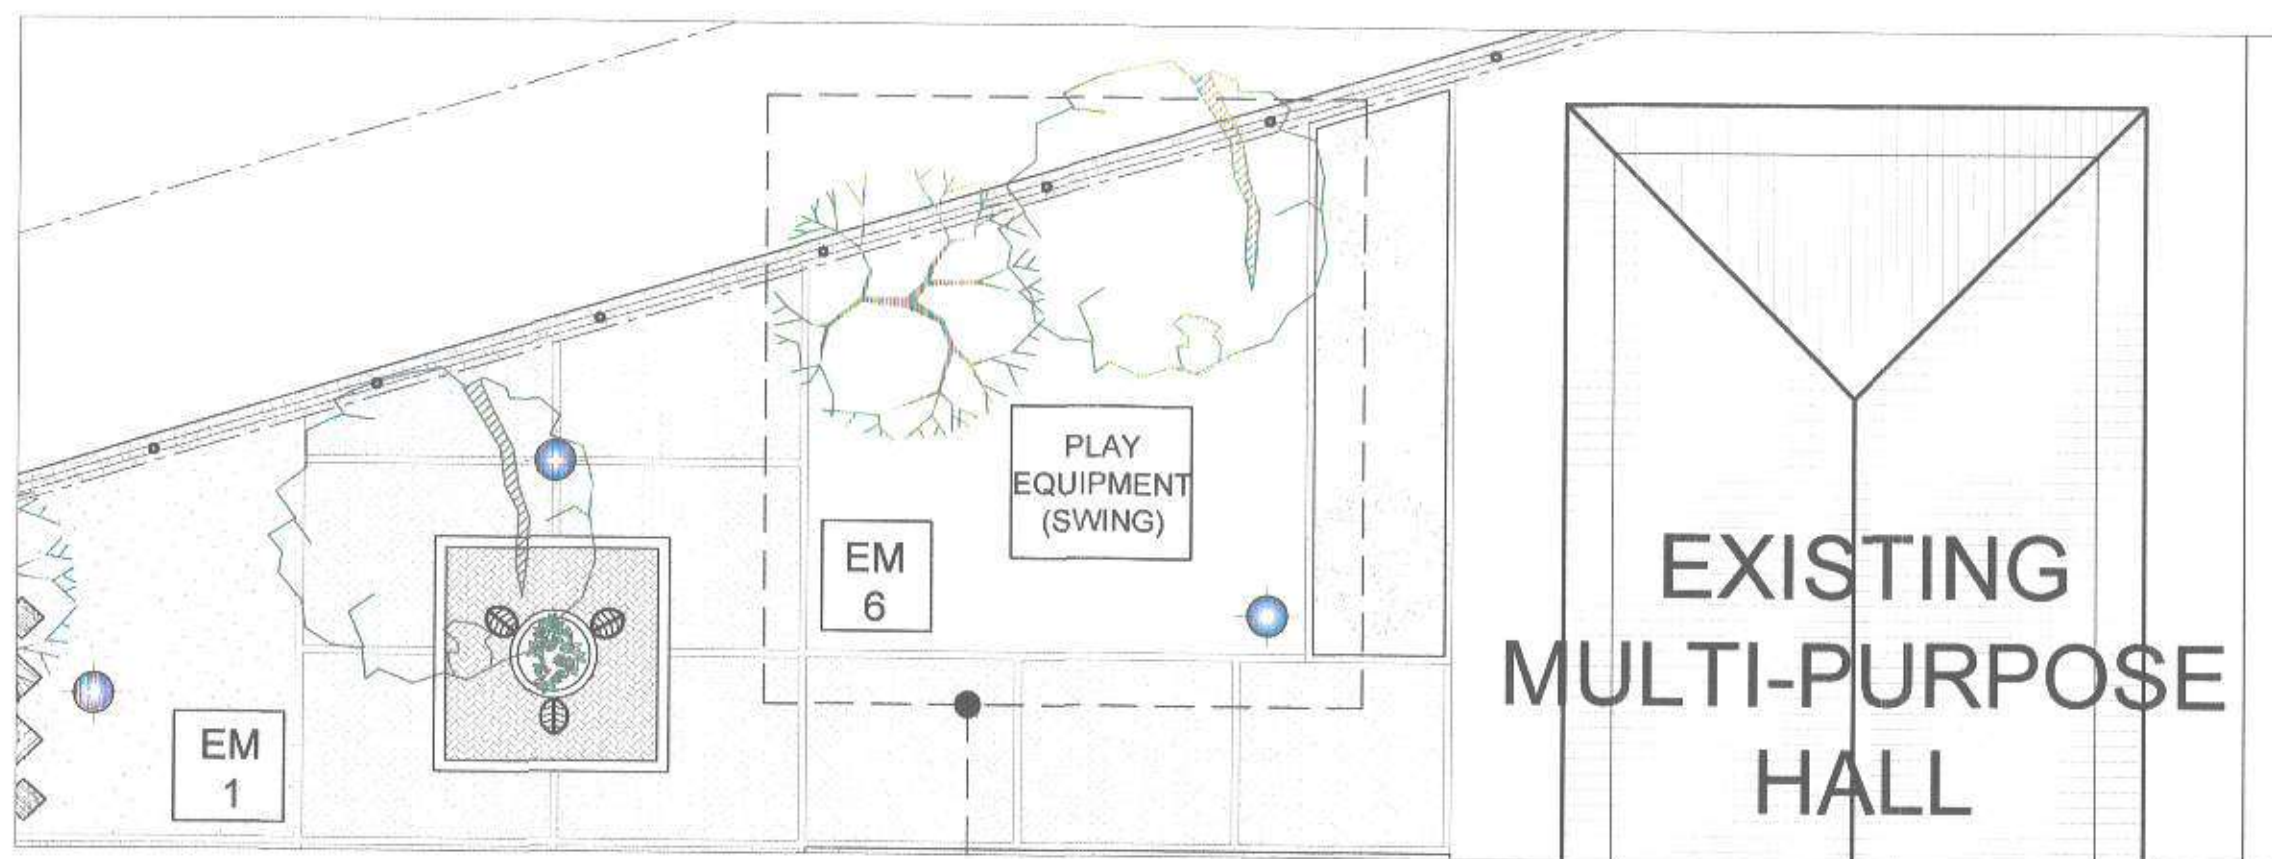 PLAY
EQUIPMENT
(SWING)
EM
6
EM
1
EXISTING
MULTI-PURPOSE
HALL